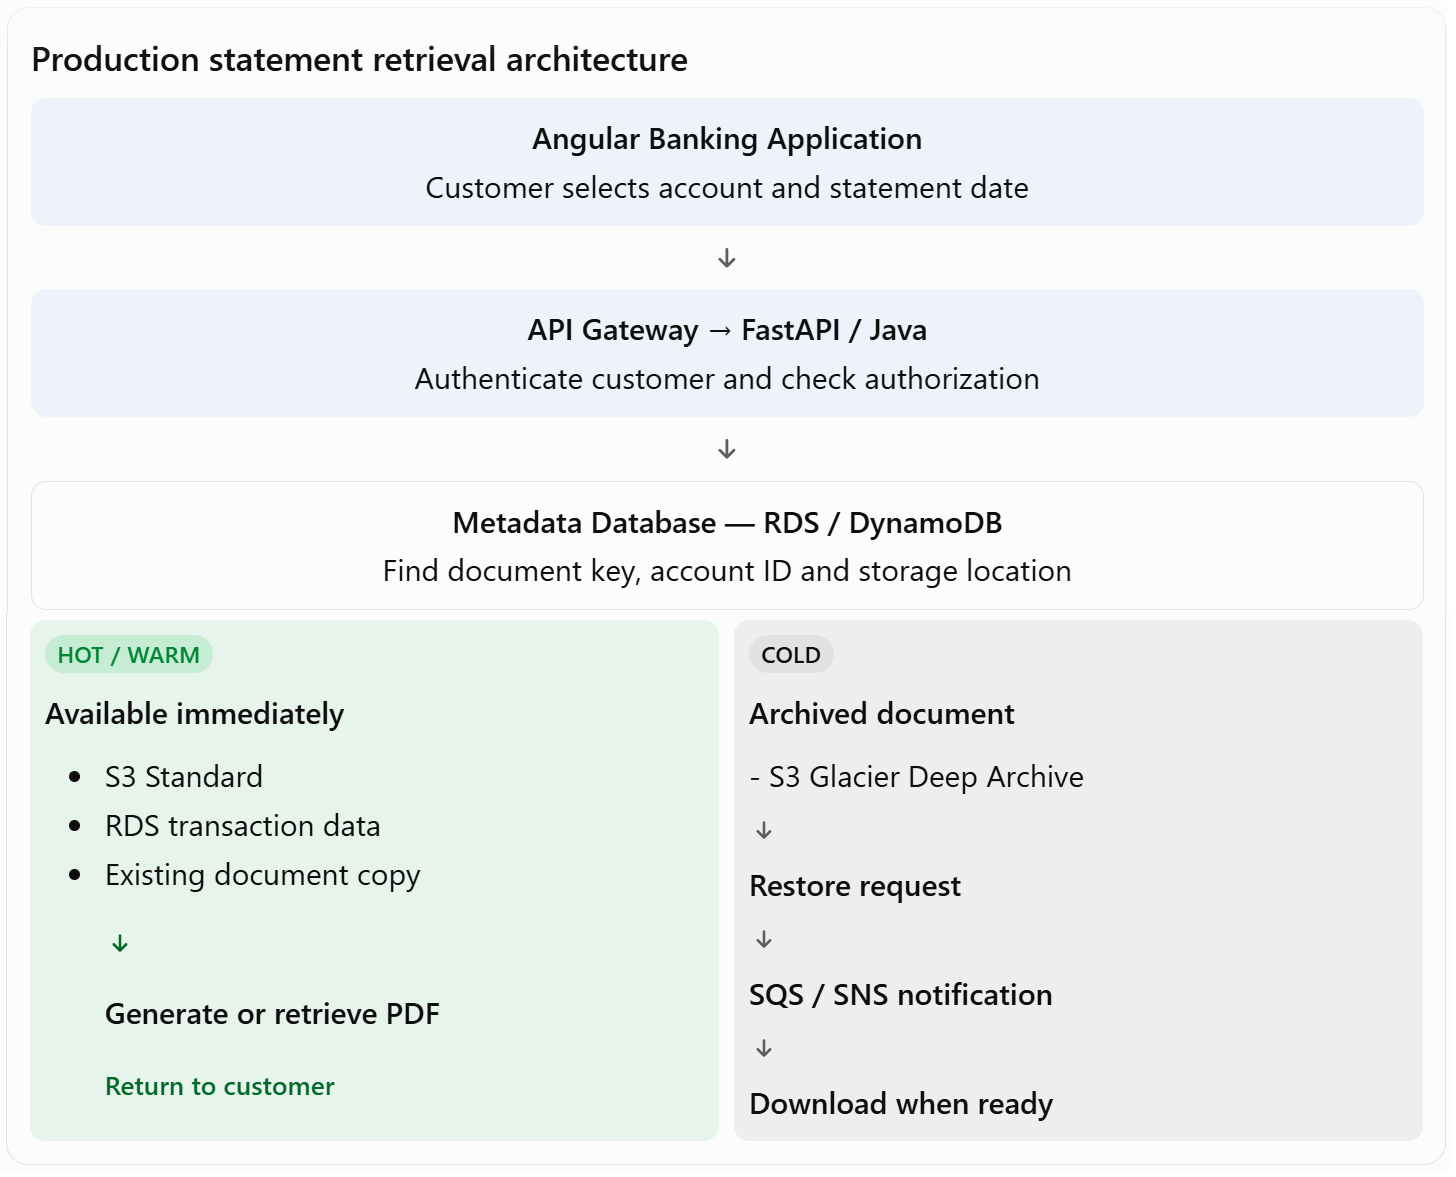 Production statement retrieval architecture
Angular Banking Application
Customer selects account and statement date
↓
API Gateway → FastAPI / Java
Authenticate customer and check authorization
↓
Metadata Database — RDS / DynamoDB
Find document key, account ID and storage location
HOT / WARM
Available immediately
• S3 Standard
• RDS transaction data
• Existing document copy
↓
Generate or retrieve PDF
Return to customer
COLD
Archived document
- S3 Glacier Deep Archive
↓
Restore request
↓
SQS / SNS notification
↓
Download when ready